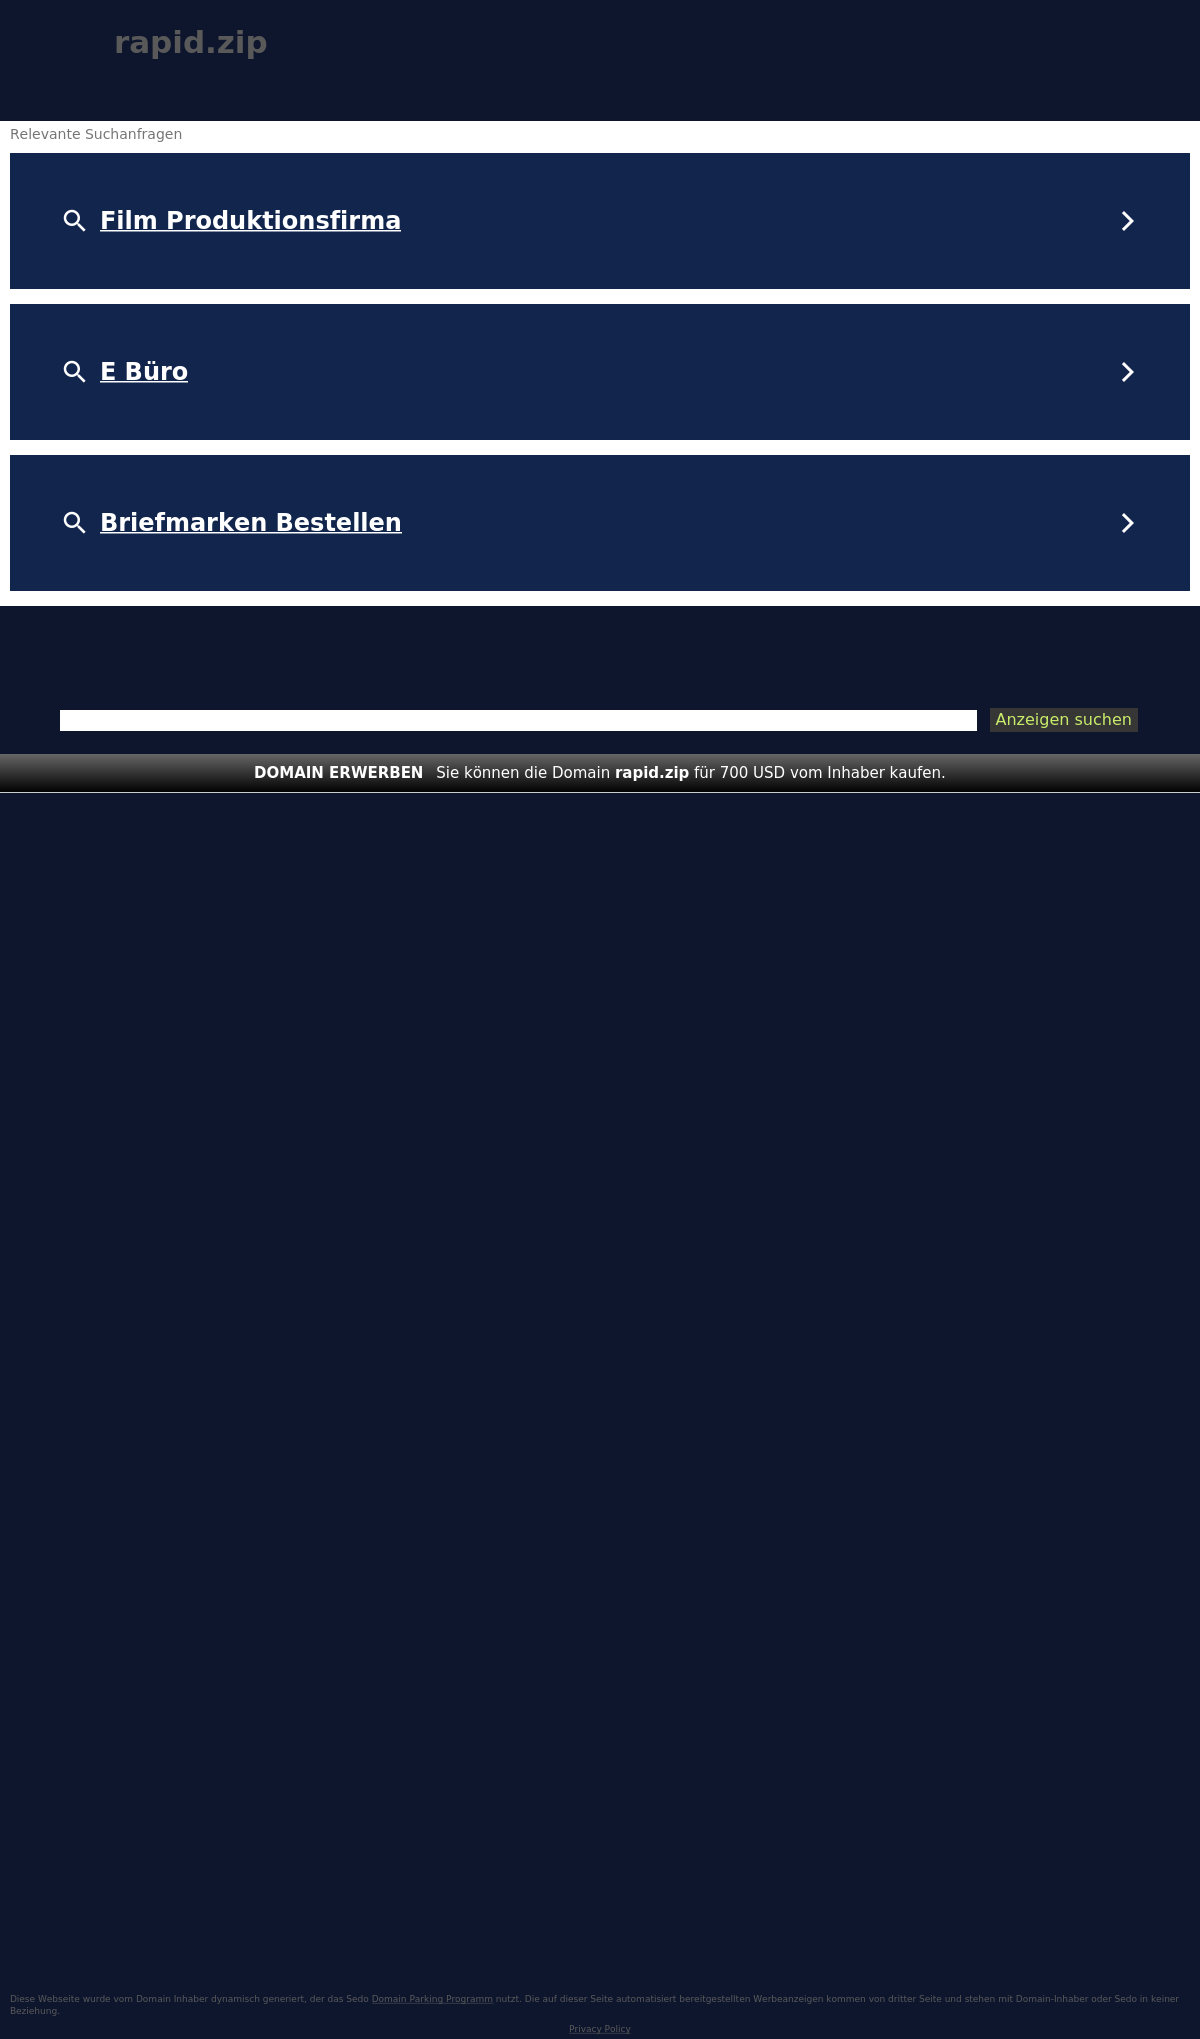 rapid.zip
Relevante Suchanfragen
Film Produktionsfirma
E Büro
Briefmarken Bestellen
Anzeigen suchen
DOMAIN ERWERBEN Sie können die Domain rapid.zip für 700 USD vom Inhaber kaufen.
Diese Webseite wurde vom Domain Inhaber dynamisch generiert, der das Sedo Domain Parking Programm nutzt. Die auf dieser Seite automatisiert bereitgestellten Werbeanzeigen kommen von dritter Seite und stehen mit Domain-Inhaber oder Sedo in keiner
Beziehung.
Privacy Policy